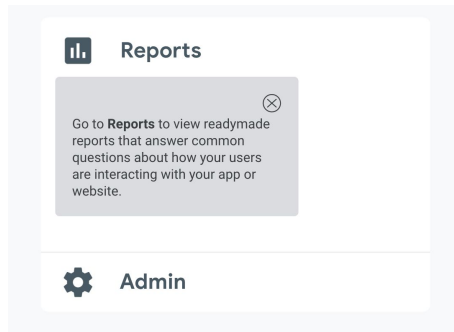 Reports
Go to Reports to view readymade
reports that answer common
questions about how your users
are interacting with your app or
website.
Admin